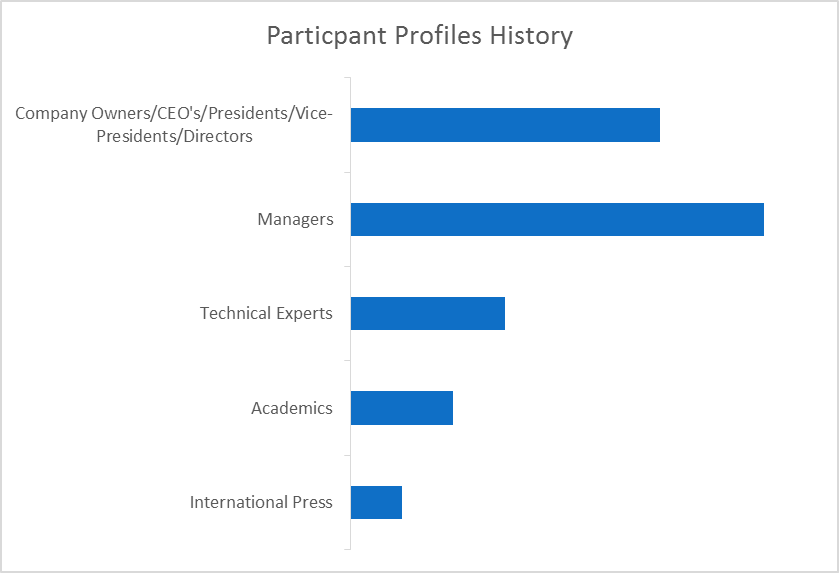 Particpant Profiles History
Company Owners/CEO's/Presidents/Vice-
Presidents/Directors
Managers
Technical Experts
Academics
International Press